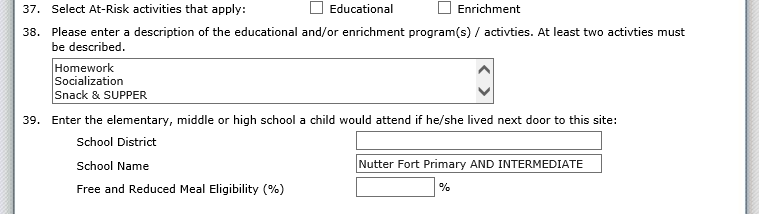 37. Select At-Risk activities that apply: Educational Enrichment
38. Please enter a description of the educational and/or enrichment program(s) / activties. At least two activties must
be described.
Homework
Socialization
Snack & SUPPER
39. Enter the elementary, middle or high school a child would attend if he/she lived next door to this site:
School District
School Name Nutter Fort Primary AND INTERMEDIATE
Free and Reduced Meal Eligibility (%) %